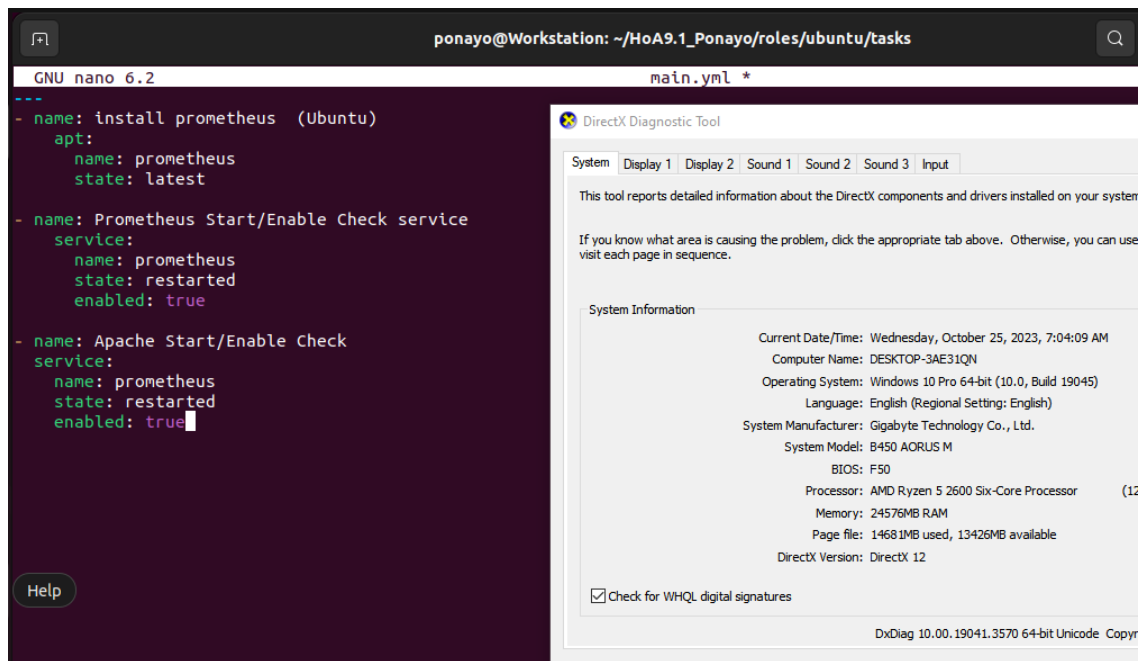 ponayo@Workstation: ~/HoA9.1_Ponayo/roles/ubuntu/tasks
GNU nano 6.2 main.yml *
---
- name: install prometheus  (Ubuntu)
    apt:
      name: prometheus
      state: latest
- name: Prometheus Start/Enable Check service
    service:
      name: prometheus
      state: restarted
      enabled: true
- name: Apache Start/Enable Check
  service:
    name: prometheus
    state: restarted
    enabled: true
Help
DirectX Diagnostic Tool
System Display 1 Display 2 Sound 1 Sound 2 Sound 3 Input
This tool reports detailed information about the DirectX components and drivers installed on your system
If you know what area is causing the problem, click the appropriate tab above.  Otherwise, you can use
visit each page in sequence.
System Information
Current Date/Time: Wednesday, October 25, 2023, 7:04:09 AM
Computer Name: DESKTOP-3AE31QN
Operating System: Windows 10 Pro 64-bit (10.0, Build 19045)
Language: English (Regional Setting: English)
System Manufacturer: Gigabyte Technology Co., Ltd.
System Model: B450 AORUS M
BIOS: F50
Processor: AMD Ryzen 5 2600 Six-Core Processor (12
Memory: 24576MB RAM
Page file: 14681MB used, 13426MB available
DirectX Version: DirectX 12
Check for WHQL digital signatures
DxDiag 10.00.19041.3570 64-bit Unicode Copyr